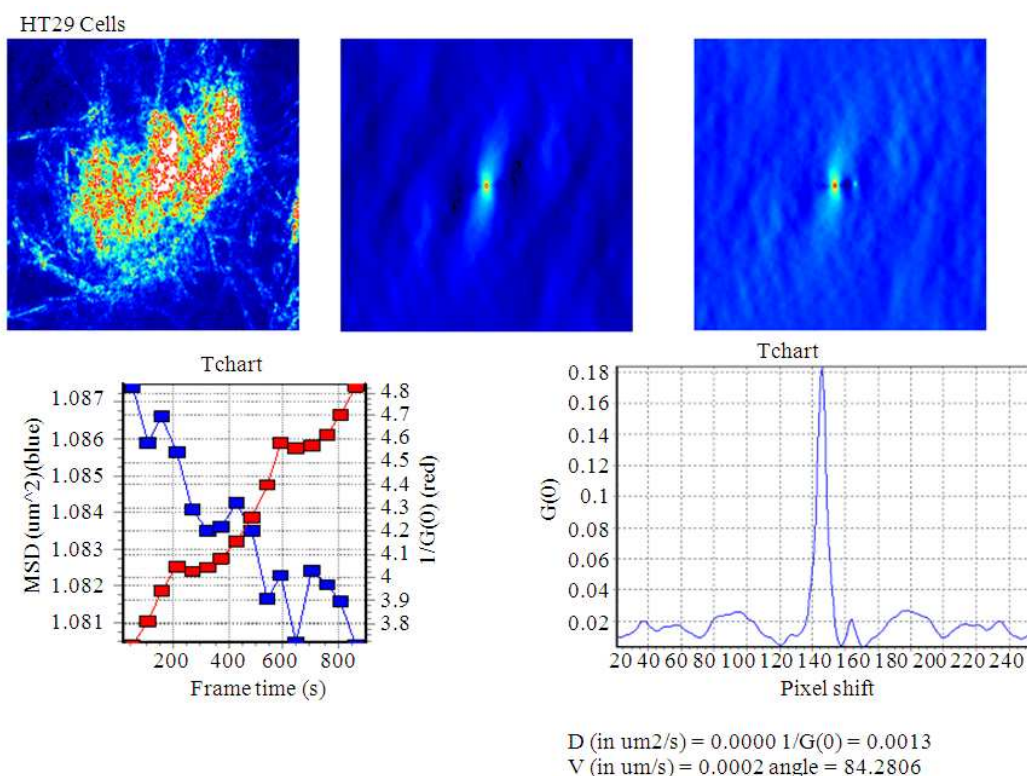 HT29 Cells
Tchart
1.087
1.086
1.085
1.084
1.083
1.082
1.081
MSD (um^2)(blue)
4.8
4.7
4.6
4.5
4.4
4.3
4.2
4.1
4
3.9
3.8
1/G(0) (red)
200 400 600 800
Frame time (s)
Tchart
0.18
0.16
0.14
0.12
0.1
0.08
0.06
0.04
0.02
G(0)
20 40 60 80 100 120 140 160 180 200 220 240
Pixel shift
D (in um2/s) = 0.0000 1/G(0) = 0.0013
V (in um/s) = 0.0002 angle = 84.2806